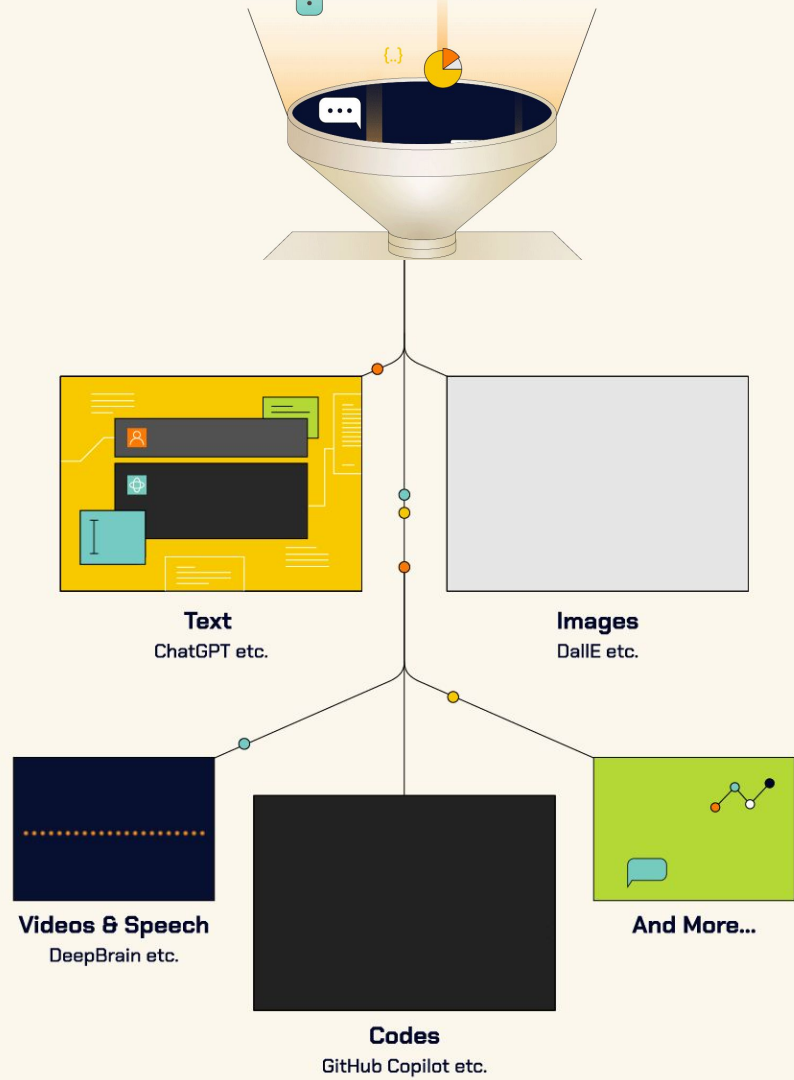 {..}
Text
ChatGPT etc.
Images
DallE etc.
Videos & Speech
DeepBrain etc.
And More...
Codes
GitHub Copilot etc.